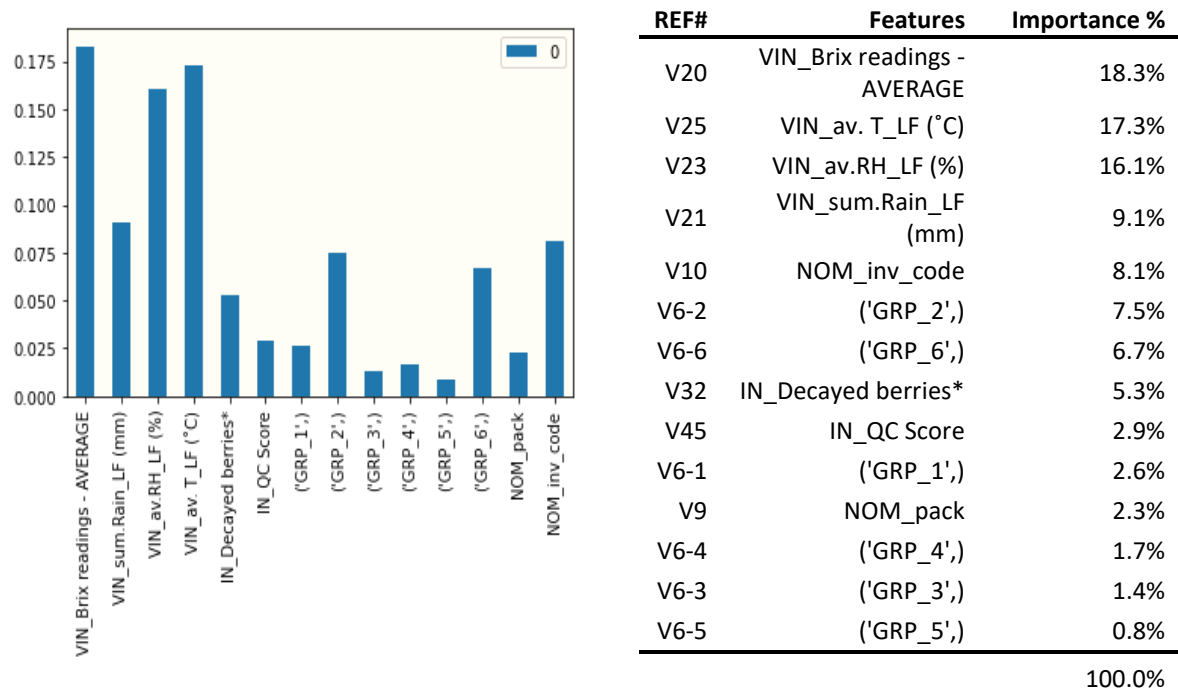 0.175
0.150
0.125
0.100
0.075
0.050
0.025
0.000
0
VIN_Brix readings - AVERAGE
VIN_sum.Rain_LF (mm)
VIN_av.RH_LF (%)
VIN_av. T_LF (˚C)
IN_Decayed berries*
IN_QC Score
('GRP_1',)
('GRP_2',)
('GRP_3',)
('GRP_4',)
('GRP_5',)
('GRP_6',)
NOM_pack
NOM_inv_code
REF# Features Importance %
V20 VIN_Brix readings - AVERAGE 18.3%
V25 VIN_av. T_LF (˚C) 17.3%
V23 VIN_av.RH_LF (%) 16.1%
V21 VIN_sum.Rain_LF (mm) 9.1%
V10 NOM_inv_code 8.1%
V6-2 ('GRP_2',) 7.5%
V6-6 ('GRP_6',) 6.7%
V32 IN_Decayed berries* 5.3%
V45 IN_QC Score 2.9%
V6-1 ('GRP_1',) 2.6%
V9 NOM_pack 2.3%
V6-4 ('GRP_4',) 1.7%
V6-3 ('GRP_3',) 1.4%
V6-5 ('GRP_5',) 0.8%
100.0%